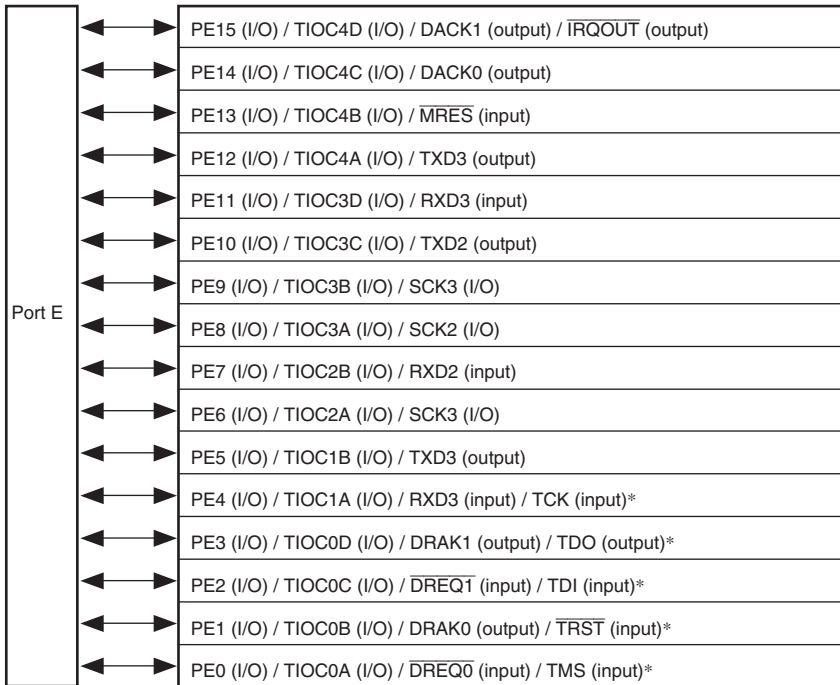 PE15 (I/O) / TIOC4D (I/O) / DACK1 (output) / IRQOUT (output)
PE14 (I/O) / TIOC4C (I/O) / DACK0 (output)
PE13 (I/O) / TIOC4B (I/O) / MRES (input)
PE12 (I/O) / TIOC4A (I/O) / TXD3 (output)
PE11 (I/O) / TIOC3D (I/O) / RXD3 (input)
PE10 (I/O) / TIOC3C (I/O) / TXD2 (output)
PE9 (I/O) / TIOC3B (I/O) / SCK3 (I/O)
Port E
PE8 (I/O) / TIOC3A (I/O) / SCK2 (I/O)
PE7 (I/O) / TIOC2B (I/O) / RXD2 (input)
PE6 (I/O) / TIOC2A (I/O) / SCK3 (I/O)
PE5 (I/O) / TIOC1B (I/O) / TXD3 (output)
PE4 (I/O) / TIOC1A (I/O) / RXD3 (input) / TCK (input)*
PE3 (I/O) / TIOC0D (I/O) / DRAK1 (output) / TDO (output)*
PE2 (I/O) / TIOC0C (I/O) / DREQ1 (input) / TDI (input)*
PE1 (I/O) / TIOC0B (I/O) / DRAK0 (output) / TRST (input)*
PE0 (I/O) / TIOC0A (I/O) / DREQ0 (input) / TMS (input)*